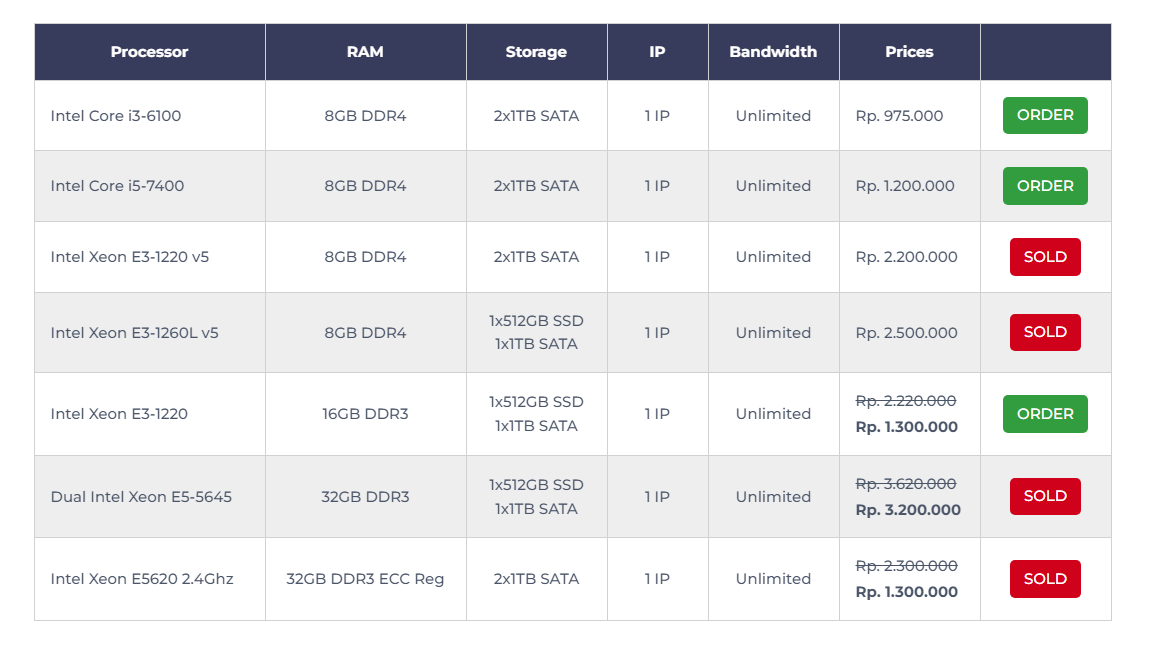 Processor RAM Storage IP Bandwidth Prices
Intel Core i3-6100 8GB DDR4 2x1TB SATA 1 IP Unlimited Rp. 975.000 ORDER
Intel Core i5-7400 8GB DDR4 2x1TB SATA 1 IP Unlimited Rp. 1.200.000 ORDER
Intel Xeon E3-1220 v5 8GB DDR4 2x1TB SATA 1 IP Unlimited Rp. 2.200.000 SOLD
Intel Xeon E3-1260L v5 8GB DDR4 1x512GB SSD 1 IP Unlimited Rp. 2.500.000 SOLD
1x1TB SATA
Intel Xeon E3-1220 16GB DDR3 1x512GB SSD 1 IP Unlimited Rp. 2.220.000 ORDER
1x1TB SATA Rp. 1.300.000
Dual Intel Xeon E5-5645 32GB DDR3 1x512GB SSD 1 IP Unlimited Rp. 3.620.000 SOLD
1x1TB SATA Rp. 3.200.000
Intel Xeon E5620 2.4Ghz 32GB DDR3 ECC Reg 2x1TB SATA 1 IP Unlimited Rp. 2.300.000 SOLD
Rp. 1.300.000